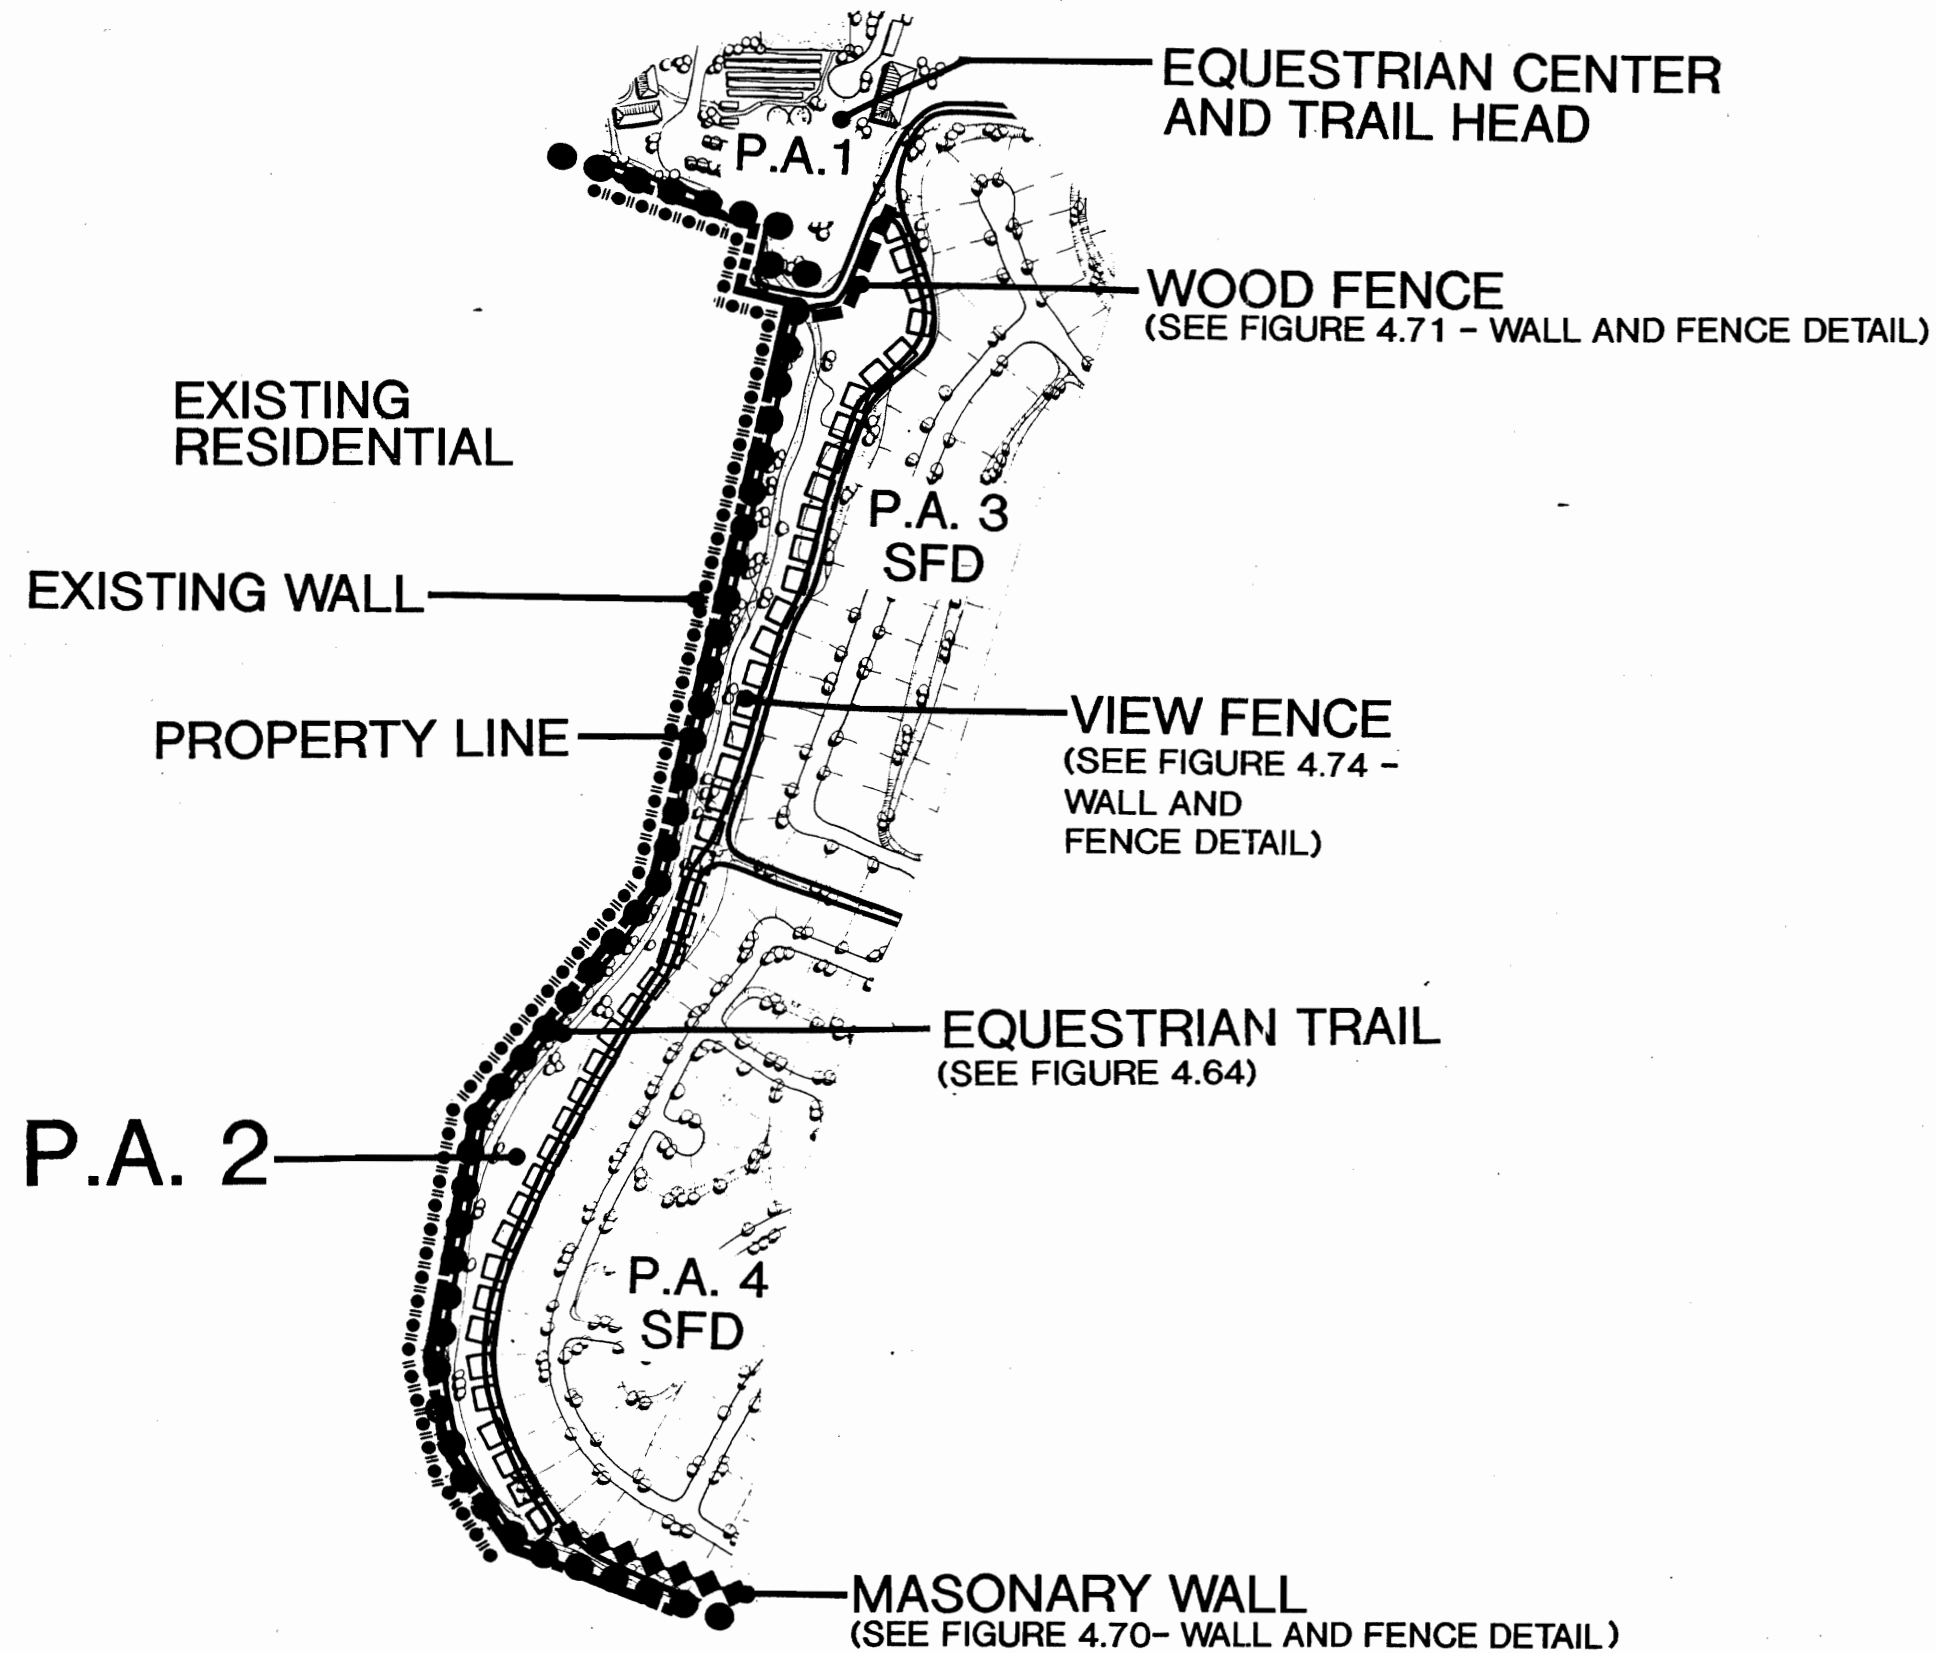 EQUESTRIAN CENTER
AND TRAIL HEAD
P.A.1
WOOD FENCE
(SEE FIGURE 4.71 - WALL AND FENCE DETAIL)
EXISTING
RESIDENTIAL
P.A. 3
SFD
EXISTING WALL
VIEW FENCE
(SEE FIGURE 4.74 -
WALL AND
FENCE DETAIL)
PROPERTY LINE
EQUESTRIAN TRAIL
(SEE FIGURE 4.64)
P.A. 2
P.A. 4
SFD
MASONARY WALL
(SEE FIGURE 4.70- WALL AND FENCE DETAIL)